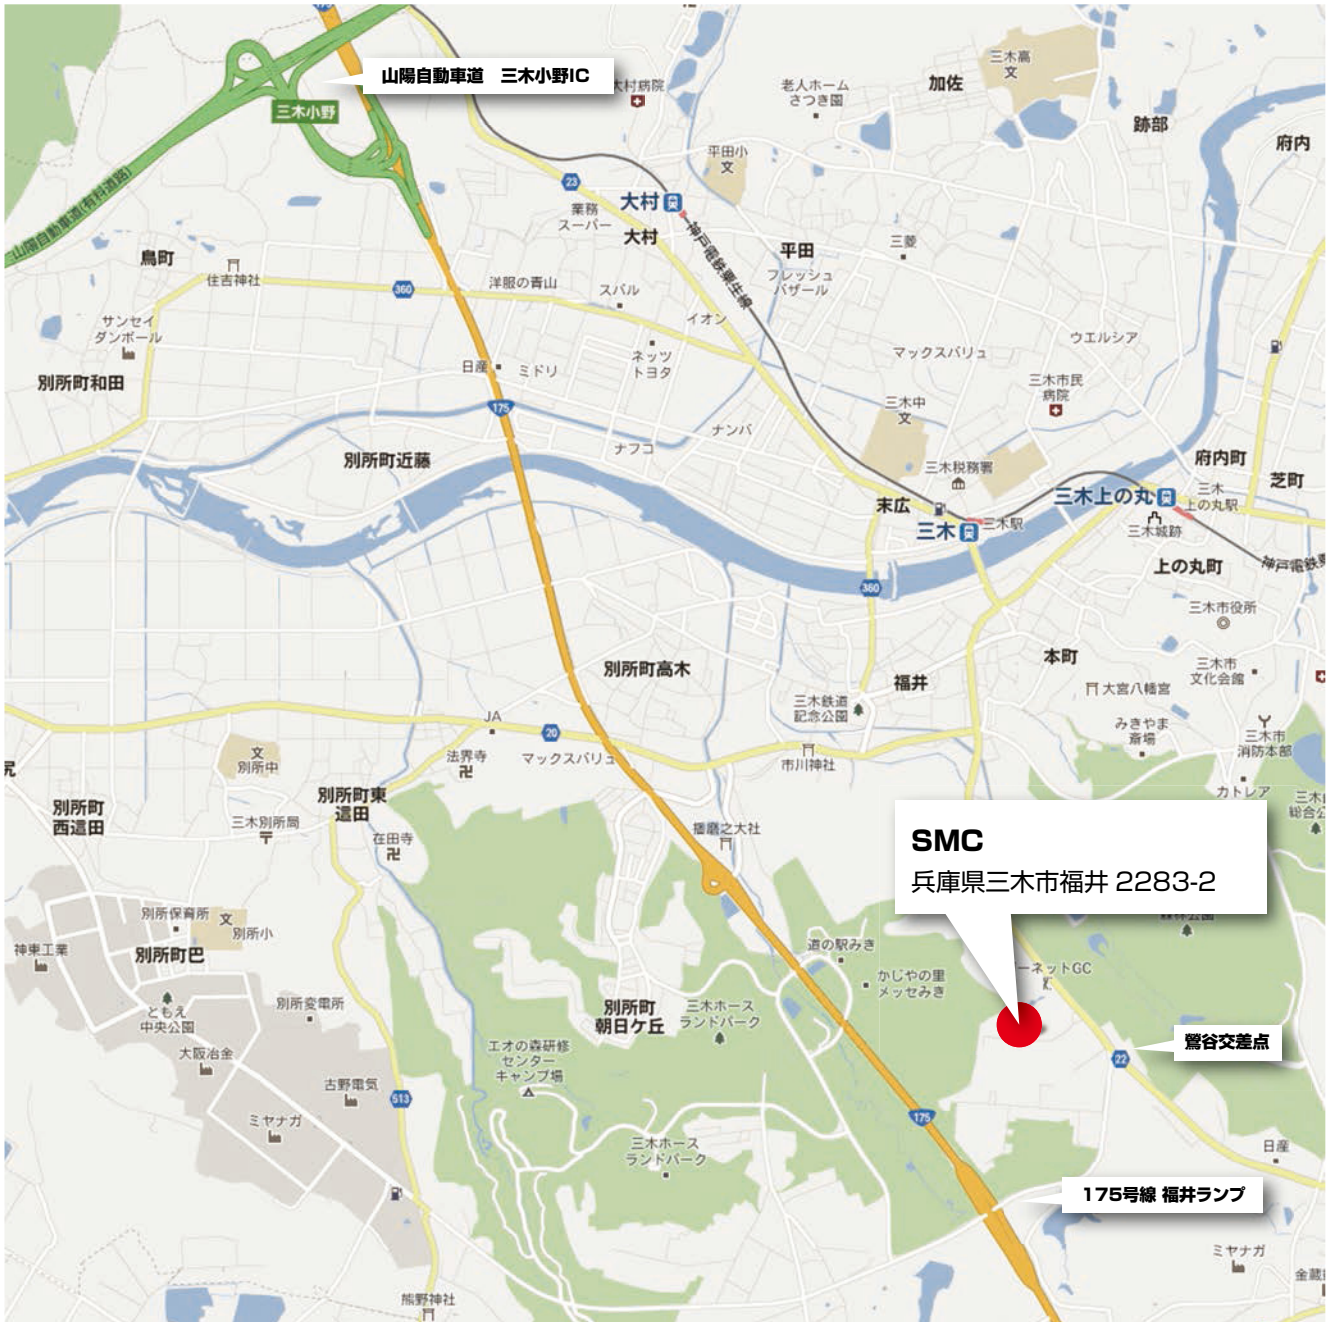 山陽自動車道 三木小野IC
三木小野
大村病院
老人ホーム
さつき園
加佐
三木高
文
跡部
府内
平田小
文
23
大村
業務
スーパー
大村
平田
三菱
フレッシュ
バザール
神戸電鉄粟生線
山陽自動車道(有料道路)
鳥町
住吉神社
360
洋服の青山
スバル
イオン
サンセイ
ダンボール
ネッツ
トヨタ
マックスバリュ
ウエルシア
別所町和田
日産
ミドリ
三木市民
病院
175
三木中
文
ナンバ
ナフコ
別所町近藤
三木税務署
府内町
芝町
末広
三木上の丸
三木
上の丸駅
三木
三木駅
三木城跡
上の丸町
神戸電鉄粟
360
三木市役所
別所町高木
福井
本町
三木市
文化会館
大宮八幡宮
三木鉄道
記念公園
みきやま
斎場
三木市
消防本部
JA
20
法界寺
マックスバリュ
市川神社
文
別所中
カトレア
別所町
西這田
別所町東
這田
三木別所局
在田寺
播磨之大社
三木山
総合公
SMC
兵庫県三木市福井 2283-2
森林公園
別所保育所
文
別所小
別所町巴
神東工業
道の駅みき
かじやの里
メッセみき
ーネットGC
ともえ
中央公園
別所変電所
別所町
朝日ケ丘
三木ホース
ランドパーク
鶯谷交差点
22
大阪冶金
エオの森研修
センター
キャンプ場
古野電気
513
ミヤナガ
175
三木ホース
ランドパーク
日産
175号線 福井ランプ
ミヤナガ
熊野神社